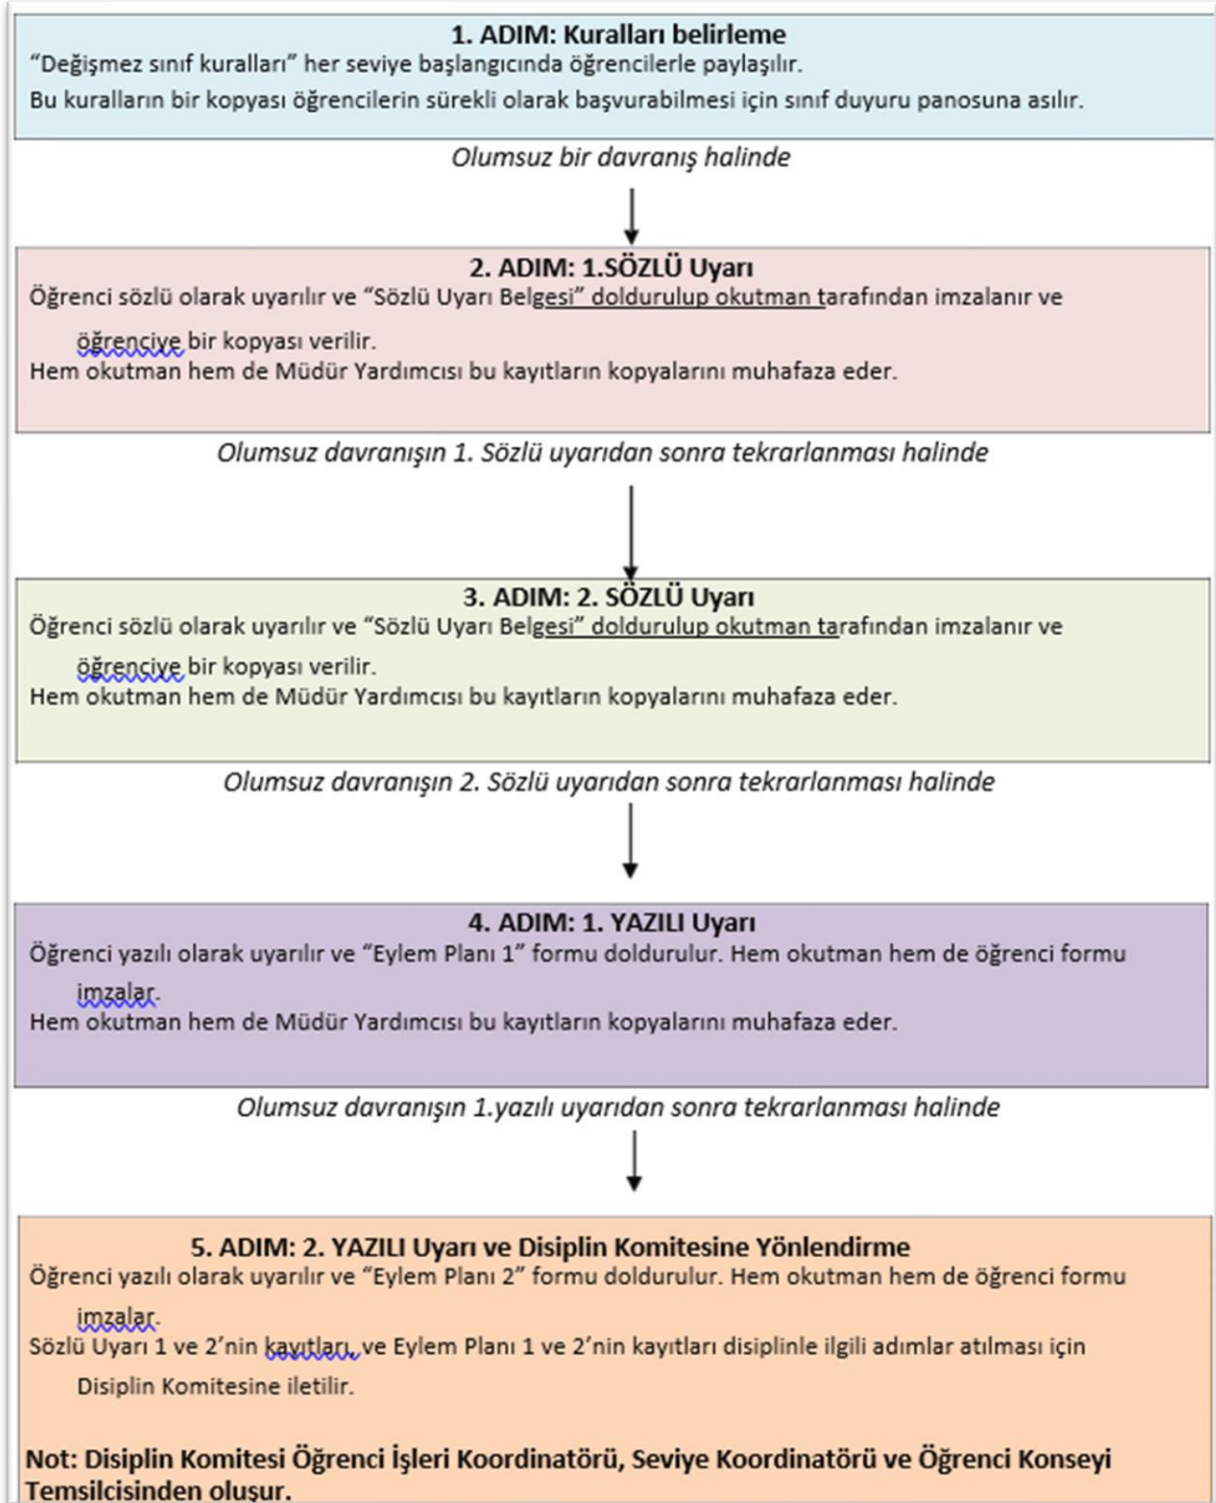 1. ADIM: Kuralları belirleme
“Değişmez sınıf kuralları” her seviye başlangıcında öğrencilerle paylaşılır.
Bu kuralların bir kopyası öğrencilerin sürekli olarak başvurabilmesi için sınıf duyuru panosuna asılır.
Olumsuz bir davranış halinde
2. ADIM: 1.SÖZLÜ Uyarı
Öğrenci sözlü olarak uyarılır ve “Sözlü Uyarı Belgesi” doldurulup okutman tarafından imzalanır ve
öğrenciye bir kopyası verilir.
Hem okutman hem de Müdür Yardımcısı bu kayıtların kopyalarını muhafaza eder.
Olumsuz davranışın 1. Sözlü uyarıdan sonra tekrarlanması halinde
3. ADIM: 2. SÖZLÜ Uyarı
Öğrenci sözlü olarak uyarılır ve “Sözlü Uyarı Belgesi” doldurulup okutman tarafından imzalanır ve
öğrenciye bir kopyası verilir.
Hem okutman hem de Müdür Yardımcısı bu kayıtların kopyalarını muhafaza eder.
Olumsuz davranışın 2. Sözlü uyarıdan sonra tekrarlanması halinde
4. ADIM: 1. YAZILI Uyarı
Öğrenci yazılı olarak uyarılır ve “Eylem Planı 1” formu doldurulur. Hem okutman hem de öğrenci formu
imzalar.
Hem okutman hem de Müdür Yardımcısı bu kayıtların kopyalarını muhafaza eder.
Olumsuz davranışın 1.yazılı uyarıdan sonra tekrarlanması halinde
5. ADIM: 2. YAZILI Uyarı ve Disiplin Komitesine Yönlendirme
Öğrenci yazılı olarak uyarılır ve “Eylem Planı 2” formu doldurulur. Hem okutman hem de öğrenci formu
imzalar.
Sözlü Uyarı 1 ve 2’nin kayıtları, ve Eylem Planı 1 ve 2’nin kayıtları disiplinle ilgili adımlar atılması için
Disiplin Komitesine iletilir.
Not: Disiplin Komitesi Öğrenci İşleri Koordinatörü, Seviye Koordinatörü ve Öğrenci Konseyi
Temsilcisinden oluşur.